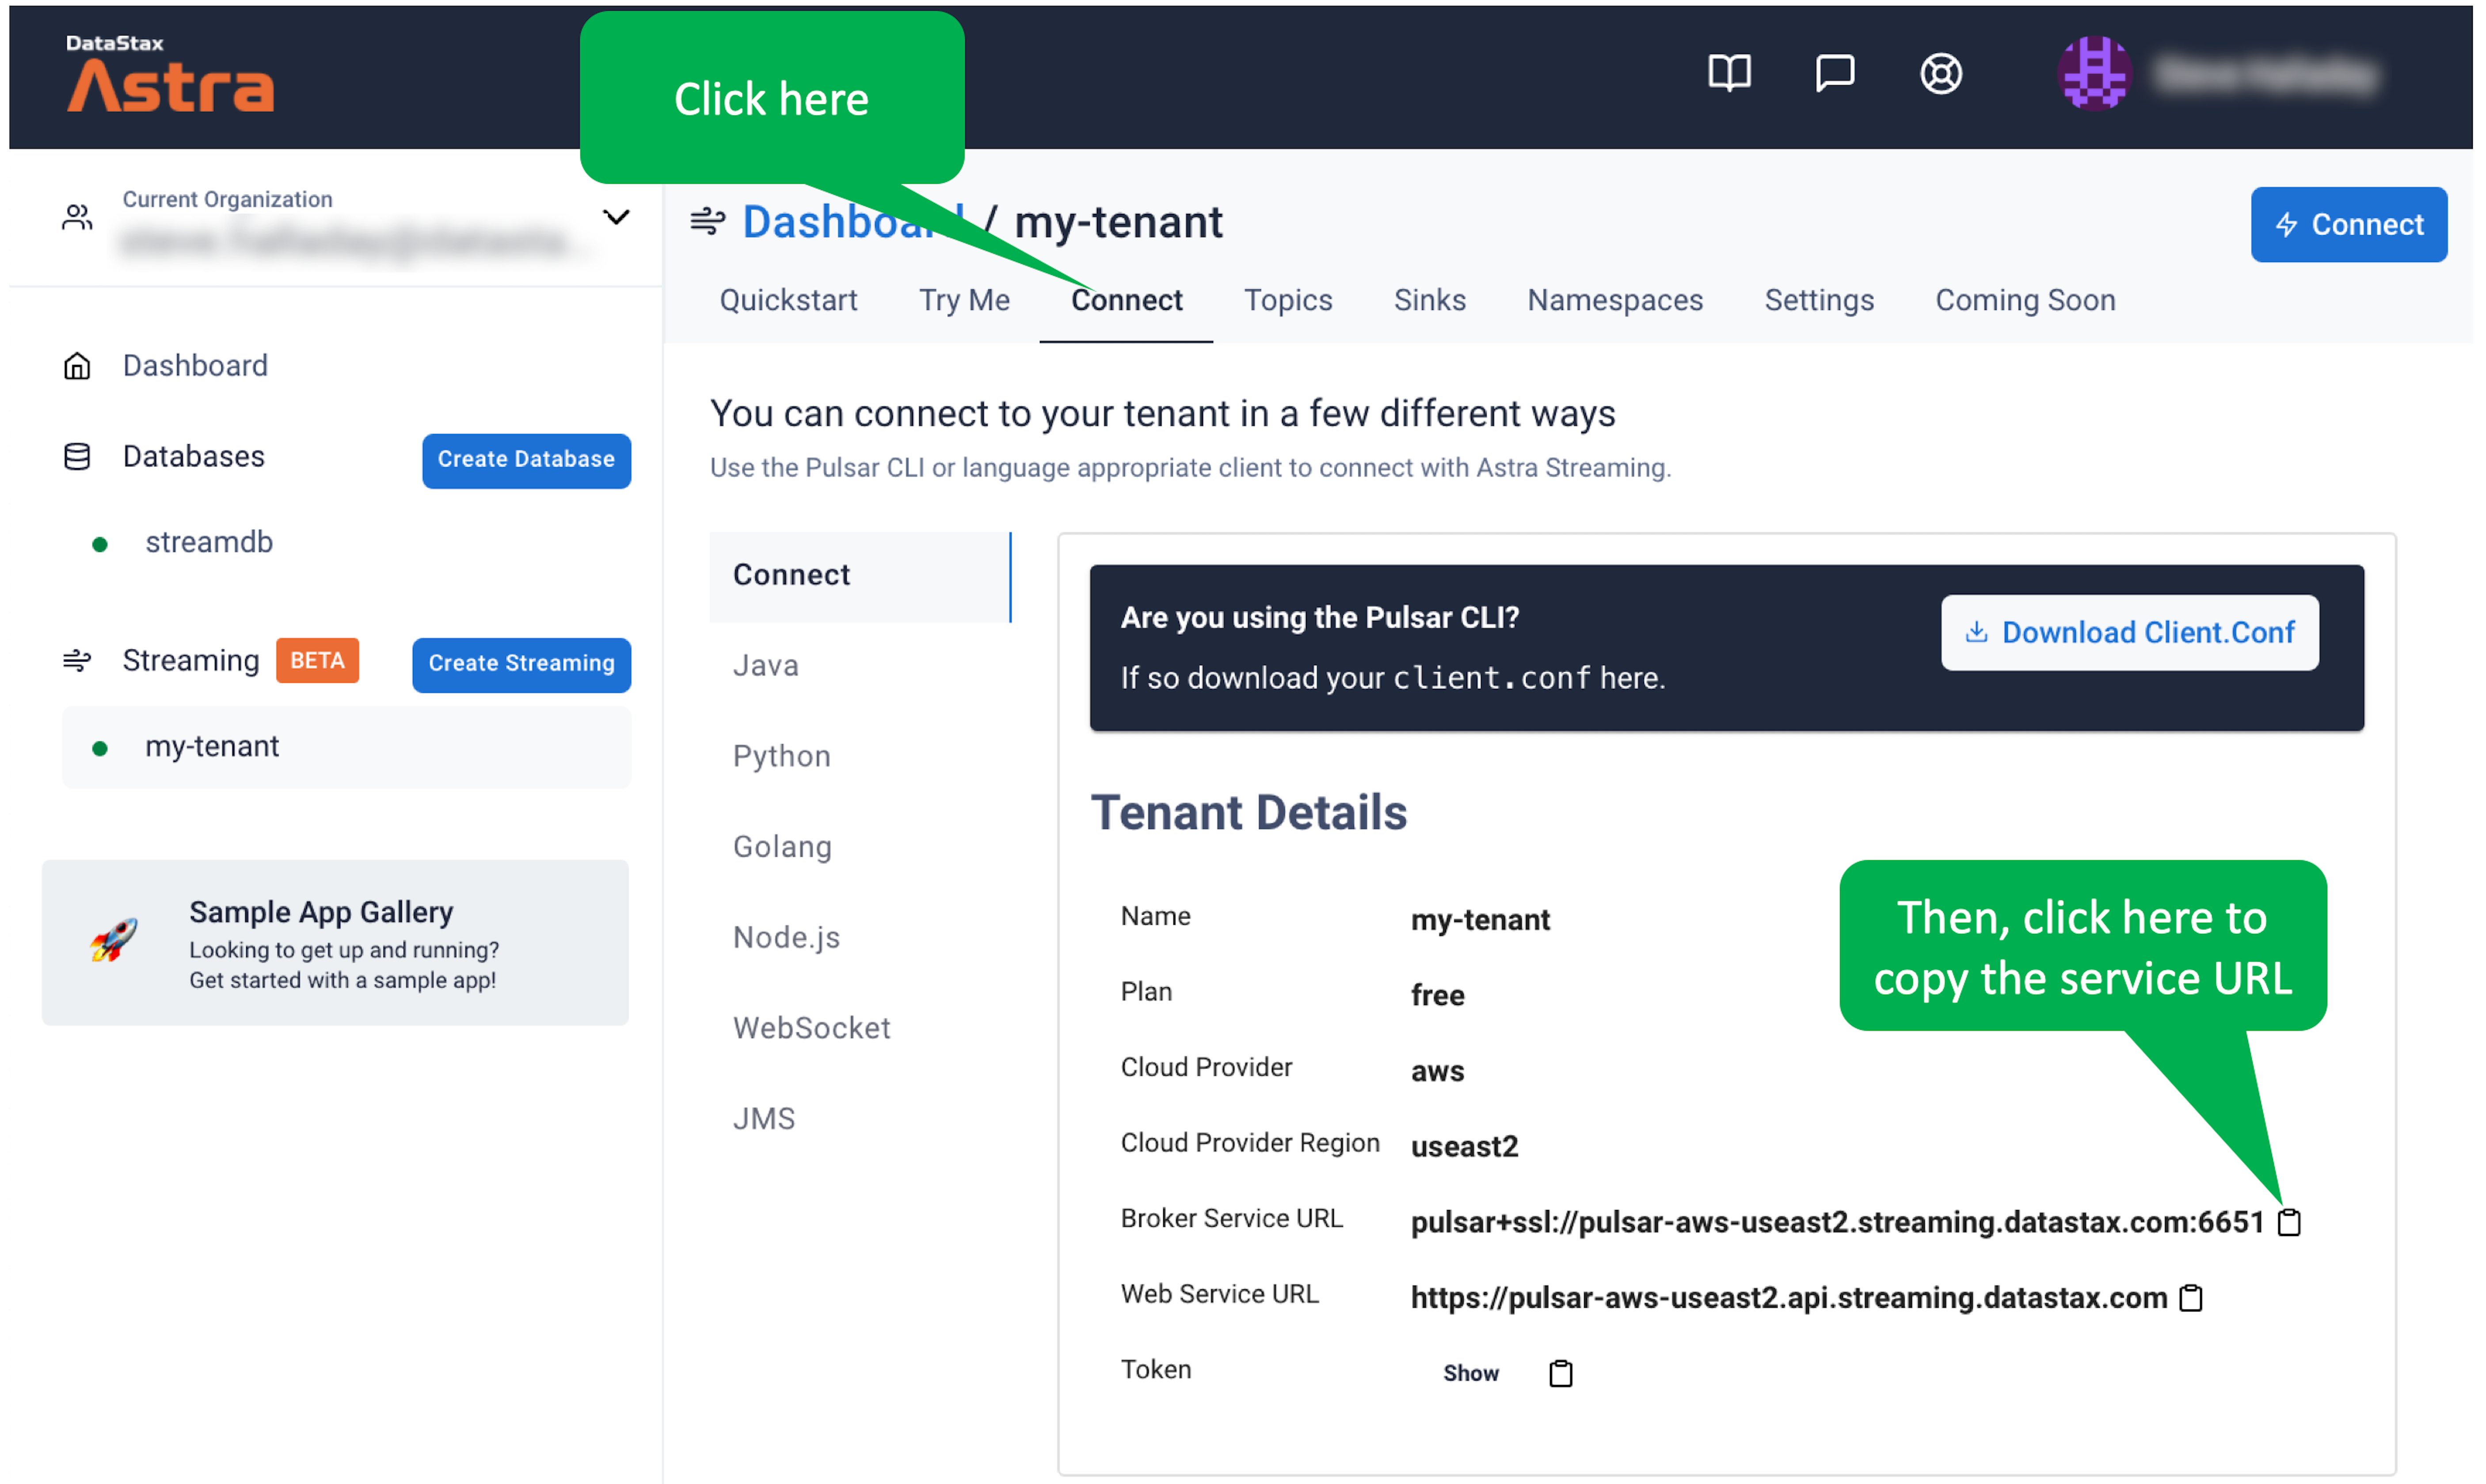 DataStax
Astra
Click here
Current Organization
Dashboard / my-tenant
Connect
Quickstart Try Me Connect Topics Sinks Namespaces Settings Coming Soon
Dashboard
Databases Create Database
streamdb
Streaming BETA Create Streaming
my-tenant
Sample App Gallery
Looking to get up and running?
Get started with a sample app!
You can connect to your tenant in a few different ways
Use the Pulsar CLI or language appropriate client to connect with Astra Streaming.
Connect
Java
Python
Golang
Node.js
WebSocket
JMS
Are you using the Pulsar CLI?
If so download your client.conf here.
Download Client.Conf
Tenant Details
Name my-tenant
Plan free
Cloud Provider aws
Cloud Provider Region useast2
Broker Service URL pulsar+ssl://pulsar-aws-useast2.streaming.datastax.com:6651
Web Service URL https://pulsar-aws-useast2.api.streaming.datastax.com
Token Show
Then, click here to
copy the service URL